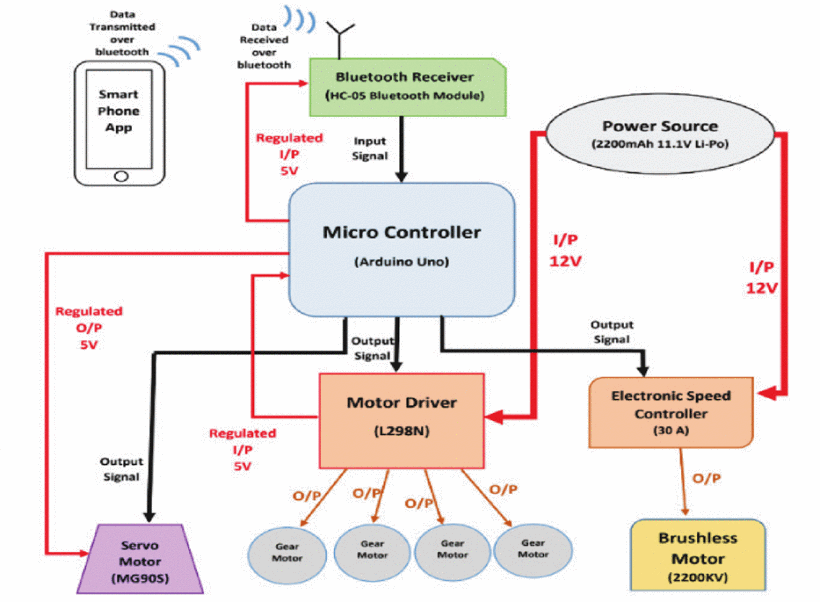 Data
Transmitted
over
bluetooth
Data
Received
over
bluetooth
Smart
Phone
App
Bluetooth Receiver
(HC-05 Bluetooth Module)
Regulated
I/P
5V
Input
Signal
Power Source
(2200mAh 11.1V Li-Po)
Micro Controller
(Arduino Uno)
I/P
12V
I/P
12V
Regulated
O/P
5V
Output
Signal
Output
Signal
Motor Driver
(L298N)
Electronic Speed
Controller
(30 A)
Regulated
I/P
5V
Output
Signal
O/P
O/P
O/P
O/P
O/P
Servo
Motor
(MG90S)
Gear
Motor
Gear
Motor
Gear
Motor
Gear
Motor
Brushless
Motor
(2200KV)